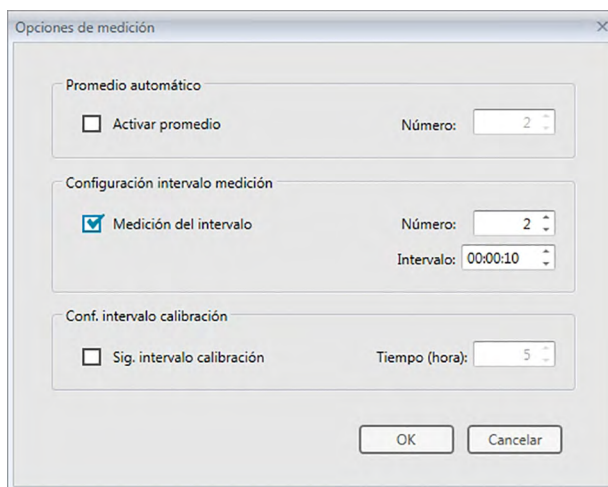 Opciones de medición
Promedio automático
Activar promedio Número: 2
Configuración intervalo medición
Medición del intervalo Número: 2
Intervalo: 00:00:10
Conf. intervalo calibración
Sig. intervalo calibración Tiempo (hora): 5
OK Cancelar